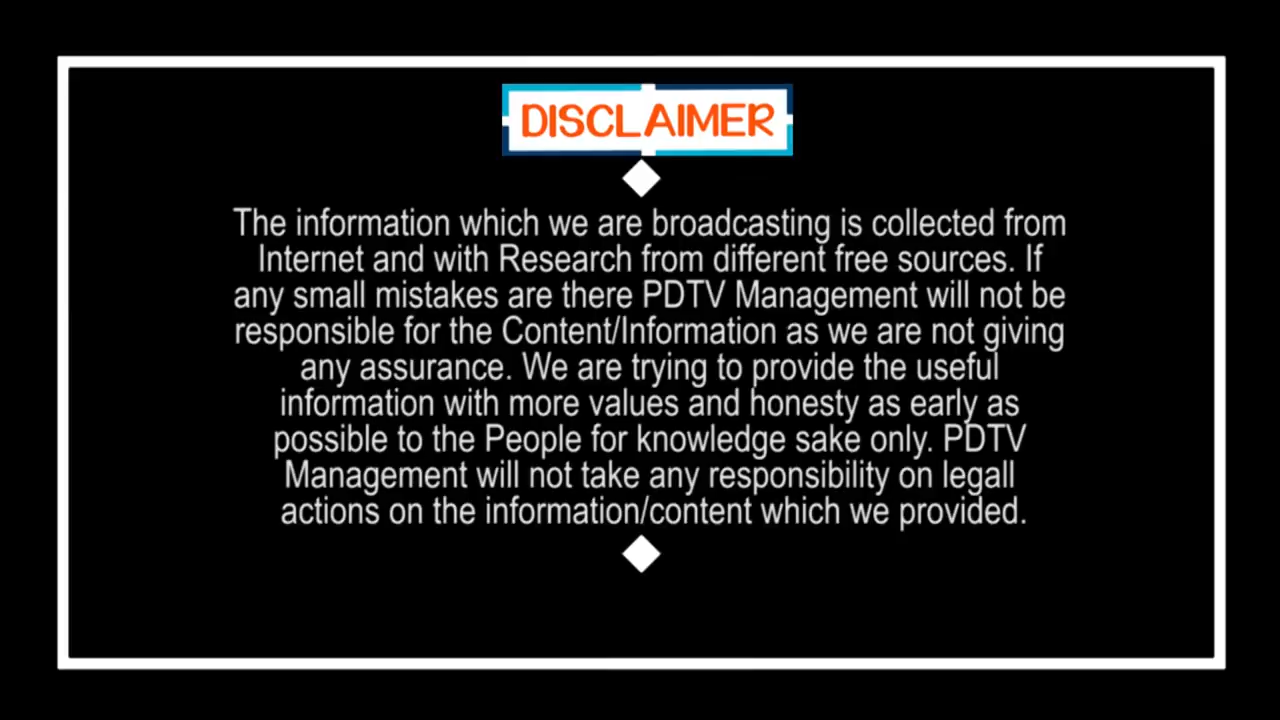 DISCLAIMER
The information which we are broadcasting is collected from
Internet and with Research from different free sources. If
any small mistakes are there PDTV Management will not be
responsible for the Content/Information as we are not giving
any assurance. We are trying to provide the useful
information with more values and honesty as early as
possible to the People for knowledge sake only. PDTV
Management will not take any responsibility on legall
actions on the information/content which we provided.